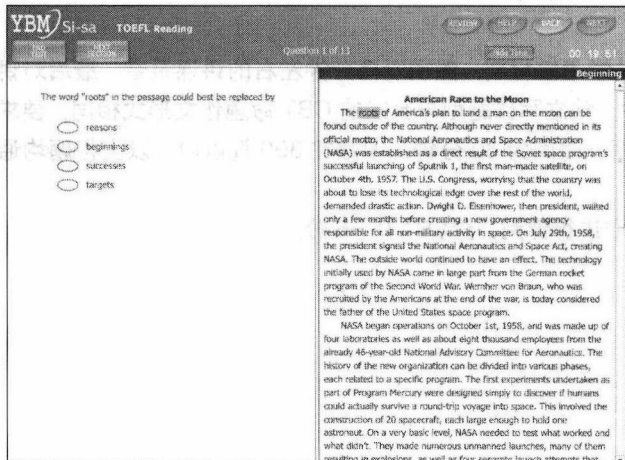 YBM Si-sa TOEFL Reading
REVIEW HELP BACK NEXT
Question 1 of 11
Hide Time 00 19 51
Beginning
The word "roots" in the passage could best be replaced by
reasons
beginnings
successes
targets
American Race to the Moon
The roots of America's plan to land a man on the moon can be
found outside of the country. Although never directly mentioned in its
official motto, the National Aeronautics and Space Administration
(NASA) was established as a direct result of the Soviet space program's
successful launching of Sputnik 1, the first man-made satellite, on
October 4th, 1957. The U.S. Congress, worrying that the country was
about to lose its technological edge over the rest of the world,
demanded drastic action. Dwight D. Eisenhower, then president, waited
only a few months before creating a new government agency
responsible for all non-military activity in space. On July 29th, 1958,
the president signed the National Aeronautics and Space Act, creating
NASA. The outside world continued to have an effect. The technology
initially used by NASA came in large part from the German rocket
program of the Second World War. Wernher von Braun, who was
recruited by the Americans at the end of the war, is today considered
the father of the United States space program.
NASA began operations on October 1st, 1958, and was made up of
four laboratories as well as about eight thousand employees from the
already 46-year-old National Advisory Committee for Aeronautics. The
history of the new organization can be divided into various phases,
each related to a specific program. The first experiments undertaken as
part of Program Mercury were designed simply to discover if humans
could actually survive a round-trip voyage into space. This involved the
construction of 20 spacecraft, each large enough to hold one
astronaut. On a very basic level, NASA needed to test what worked and
what didn't. They made numerous unmanned launches, many of them
resulting in explosions, as well as four separate launch attempts that